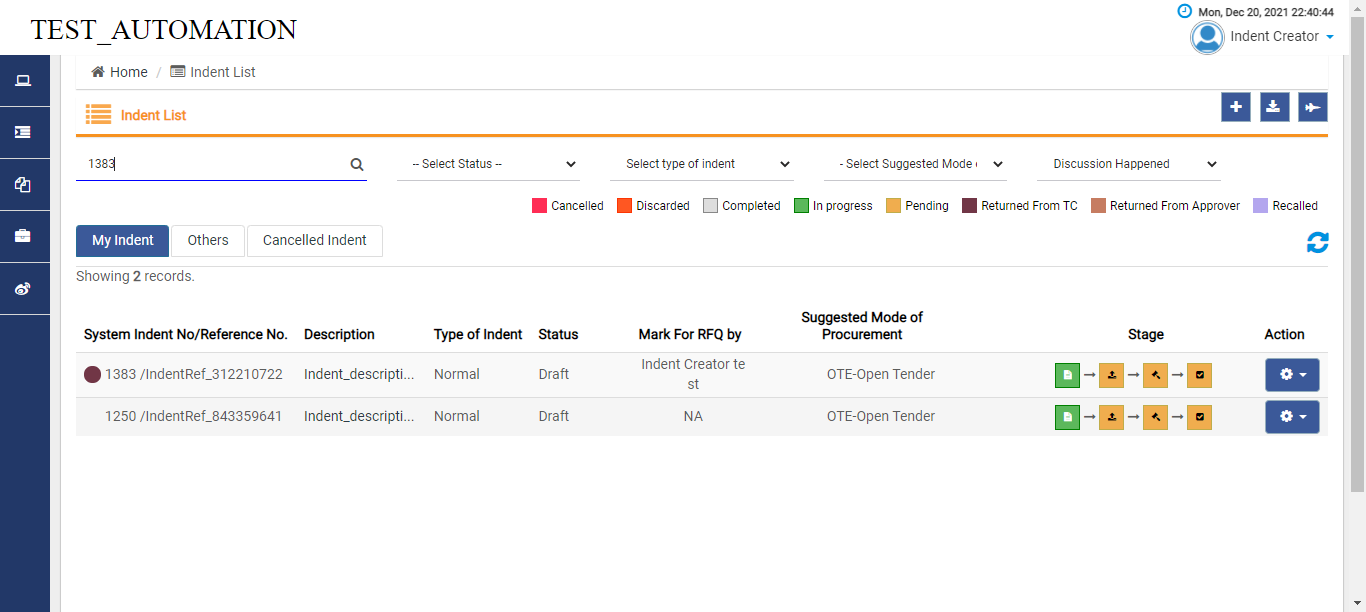 TEST_AUTOMATION
Mon, Dec 20, 2021 22:40:44
Indent Creator
Home / Indent List
Indent List
1383
-- Select Status --
Select type of indent
- Select Suggested Mode
Discussion Happened
Cancelled Discarded Completed In progress Pending Returned From TC Returned From Approver Recalled
My Indent Others Cancelled Indent
Showing 2 records.
System Indent No/Reference No. Description Type of Indent Status Mark For RFQ by Suggested Mode of Procurement Stage Action
1383 /IndentRef_312210722 Indent_descripti... Normal Draft Indent Creator te
st OTE-Open Tender
1250 /IndentRef_843359641 Indent_descripti... Normal Draft NA OTE-Open Tender